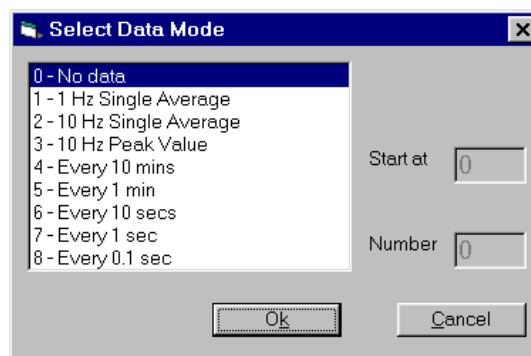 Select Data Mode
0 - No data
1 - 1 Hz Single Average
2 - 10 Hz Single Average
3 - 10 Hz Peak Value
4 - Every 10 mins
5 - Every 1 min
6 - Every 10 secs
7 - Every 1 sec
8 - Every 0.1 sec
Start at 0
Number 0
Ok Cancel